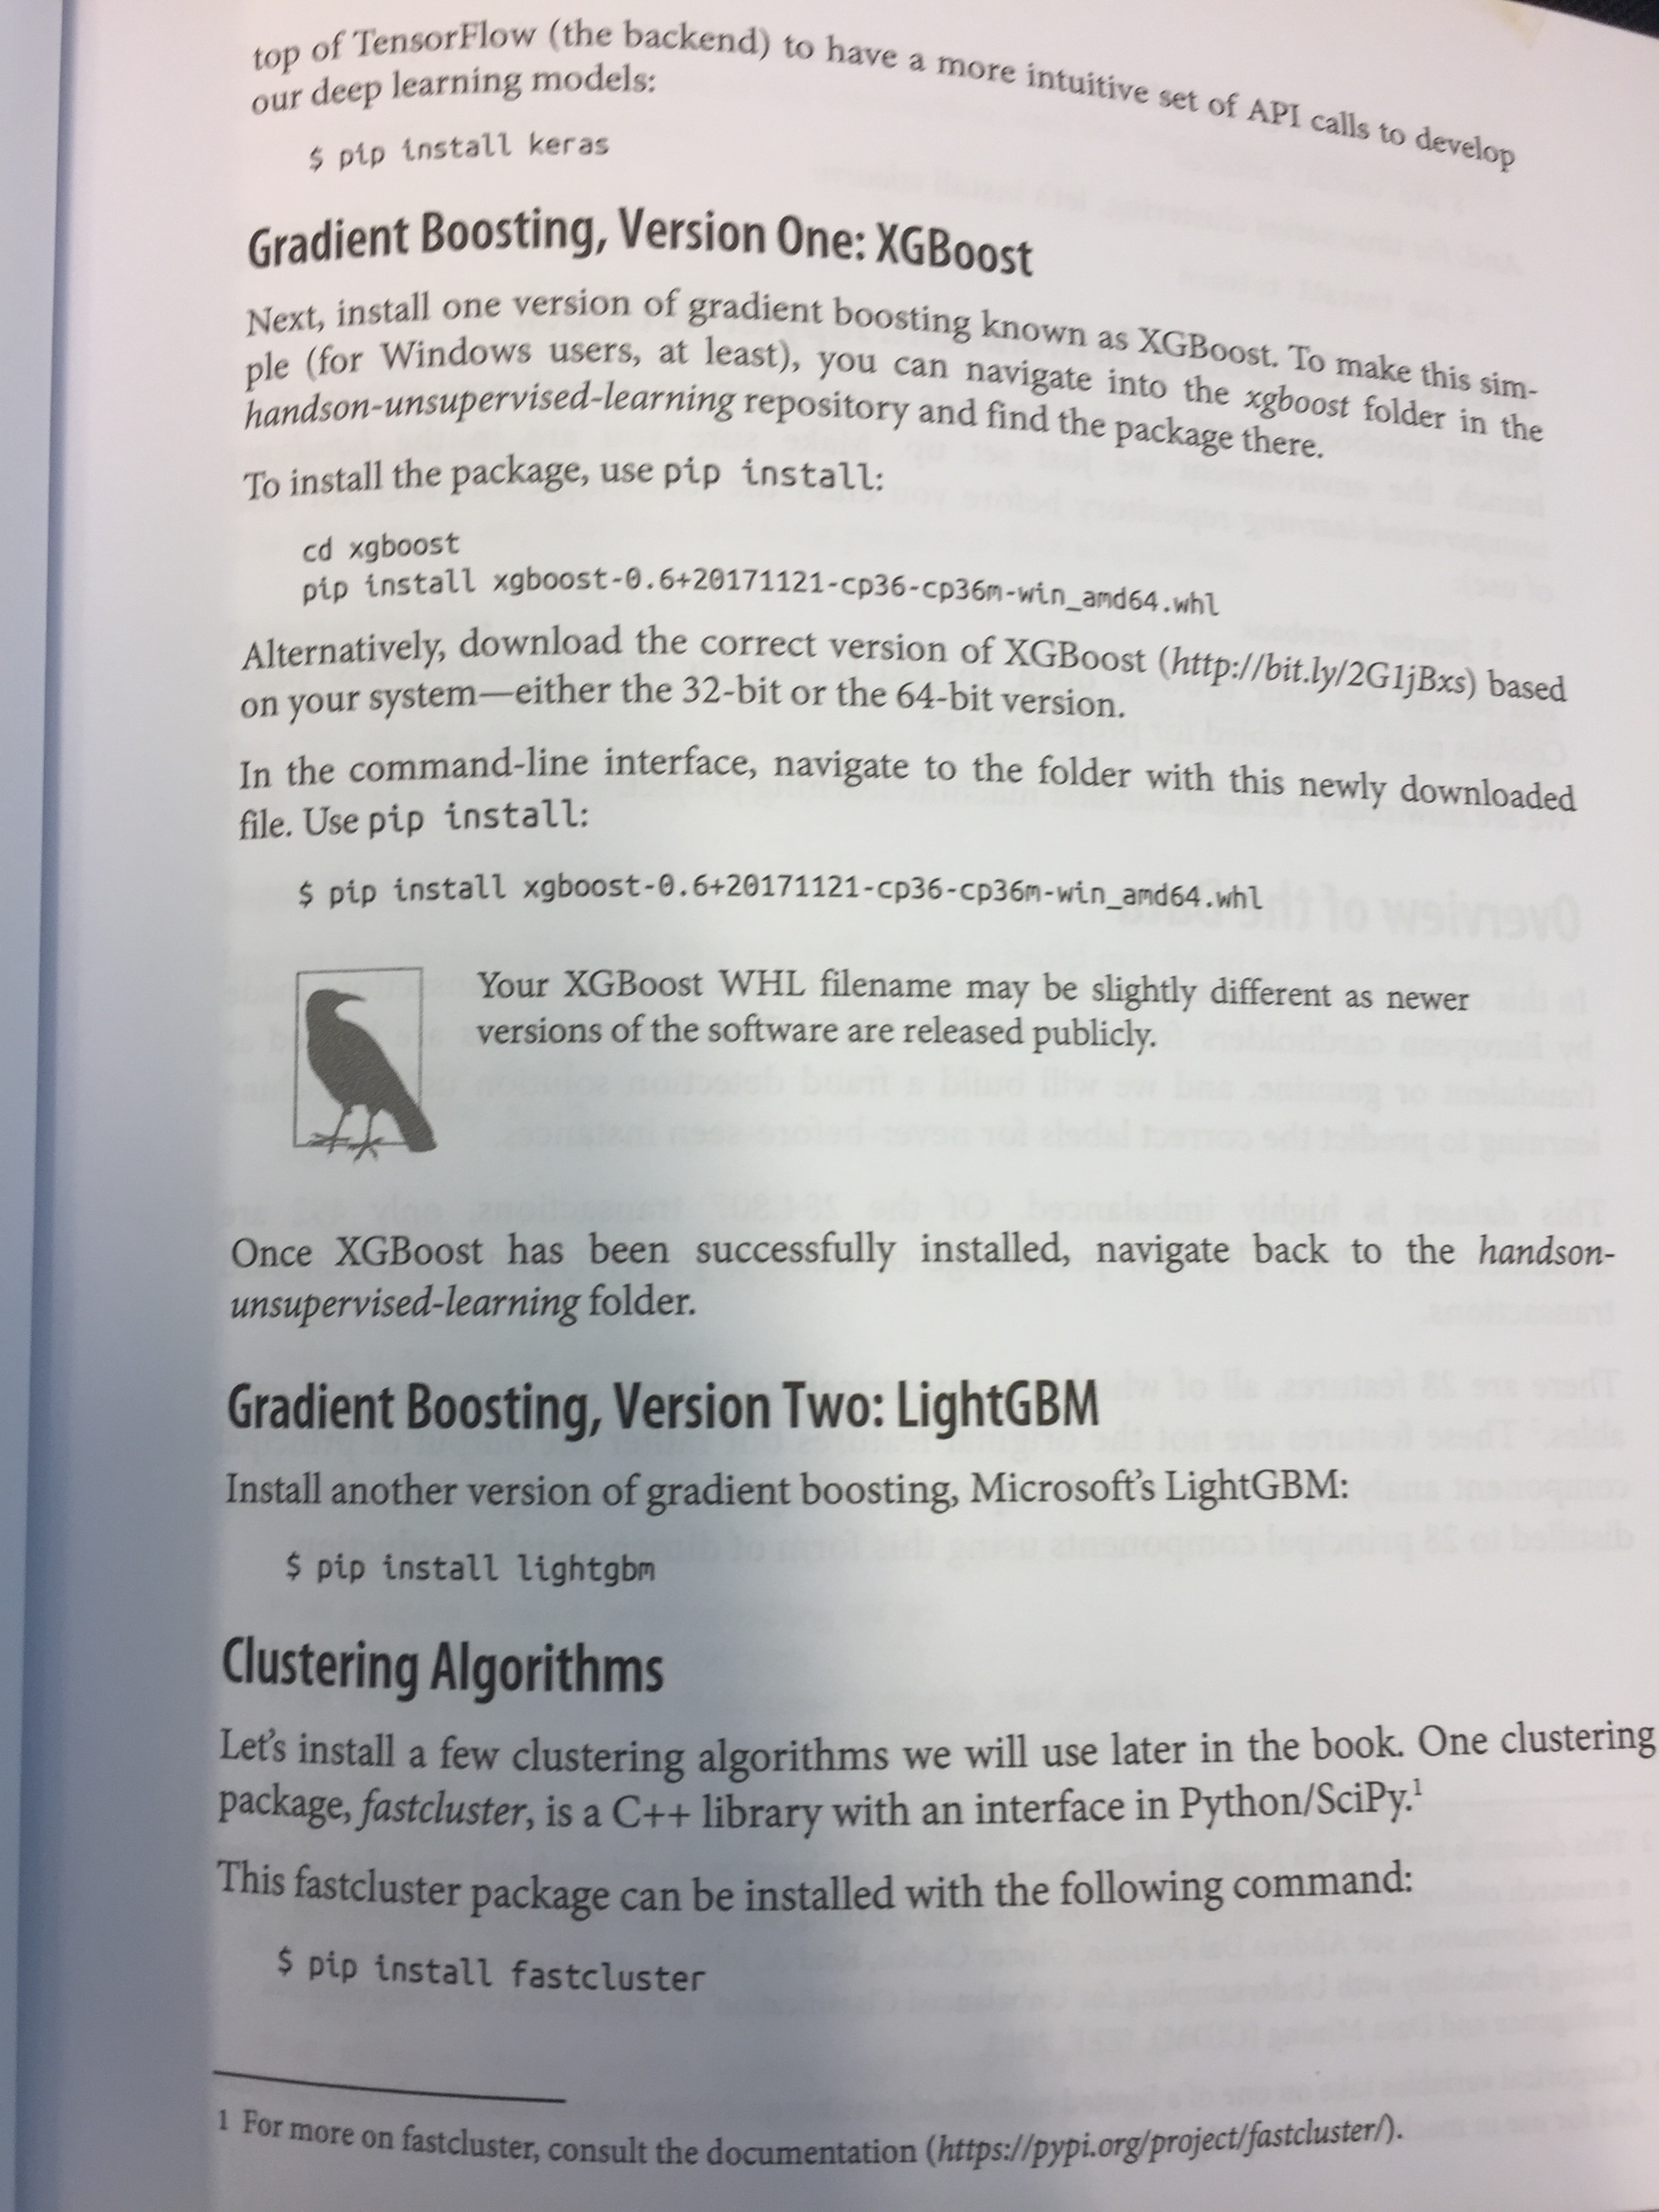 top of TensorFlow (the backend) to have a more intuitive set of API calls to develop
our deep learning models:
$ pip install keras
Gradient Boosting, Version One: XGBoost
Next, install one version of gradient boosting known as XGBoost. To make this sim-
ple (for Windows users, at least), you can navigate into the xgboost folder in the
handson-unsupervised-learning repository and find the package there.
To install the package, use pip install:
cd xgboost
pip install xgboost-0.6+20171121-cp36-cp36m-win_amd64.whl
Alternatively, download the correct version of XGBoost (http://bit.ly/2G1jBxs) based
on your system—either the 32-bit or the 64-bit version.
In the command-line interface, navigate to the folder with this newly downloaded
file. Use pip install:
$ pip install xgboost-0.6+20171121-cp36-cp36m-win_amd64.whl
Your XGBoost WHL filename may be slightly different as newer
versions of the software are released publicly.
Once XGBoost has been successfully installed, navigate back to the handson-
unsupervised-learning folder.
Gradient Boosting, Version Two: LightGBM
Install another version of gradient boosting, Microsoft's LightGBM:
$ pip install lightgbm
Clustering Algorithms
Let's install a few clustering algorithms we will use later in the book. One clustering
package, fastcluster, is a C++ library with an interface in Python/SciPy.¹
This fastcluster package can be installed with the following command:
$ pip install fastcluster
1 For more on fastcluster, consult the documentation (https://pypi.org/project/fastcluster/).